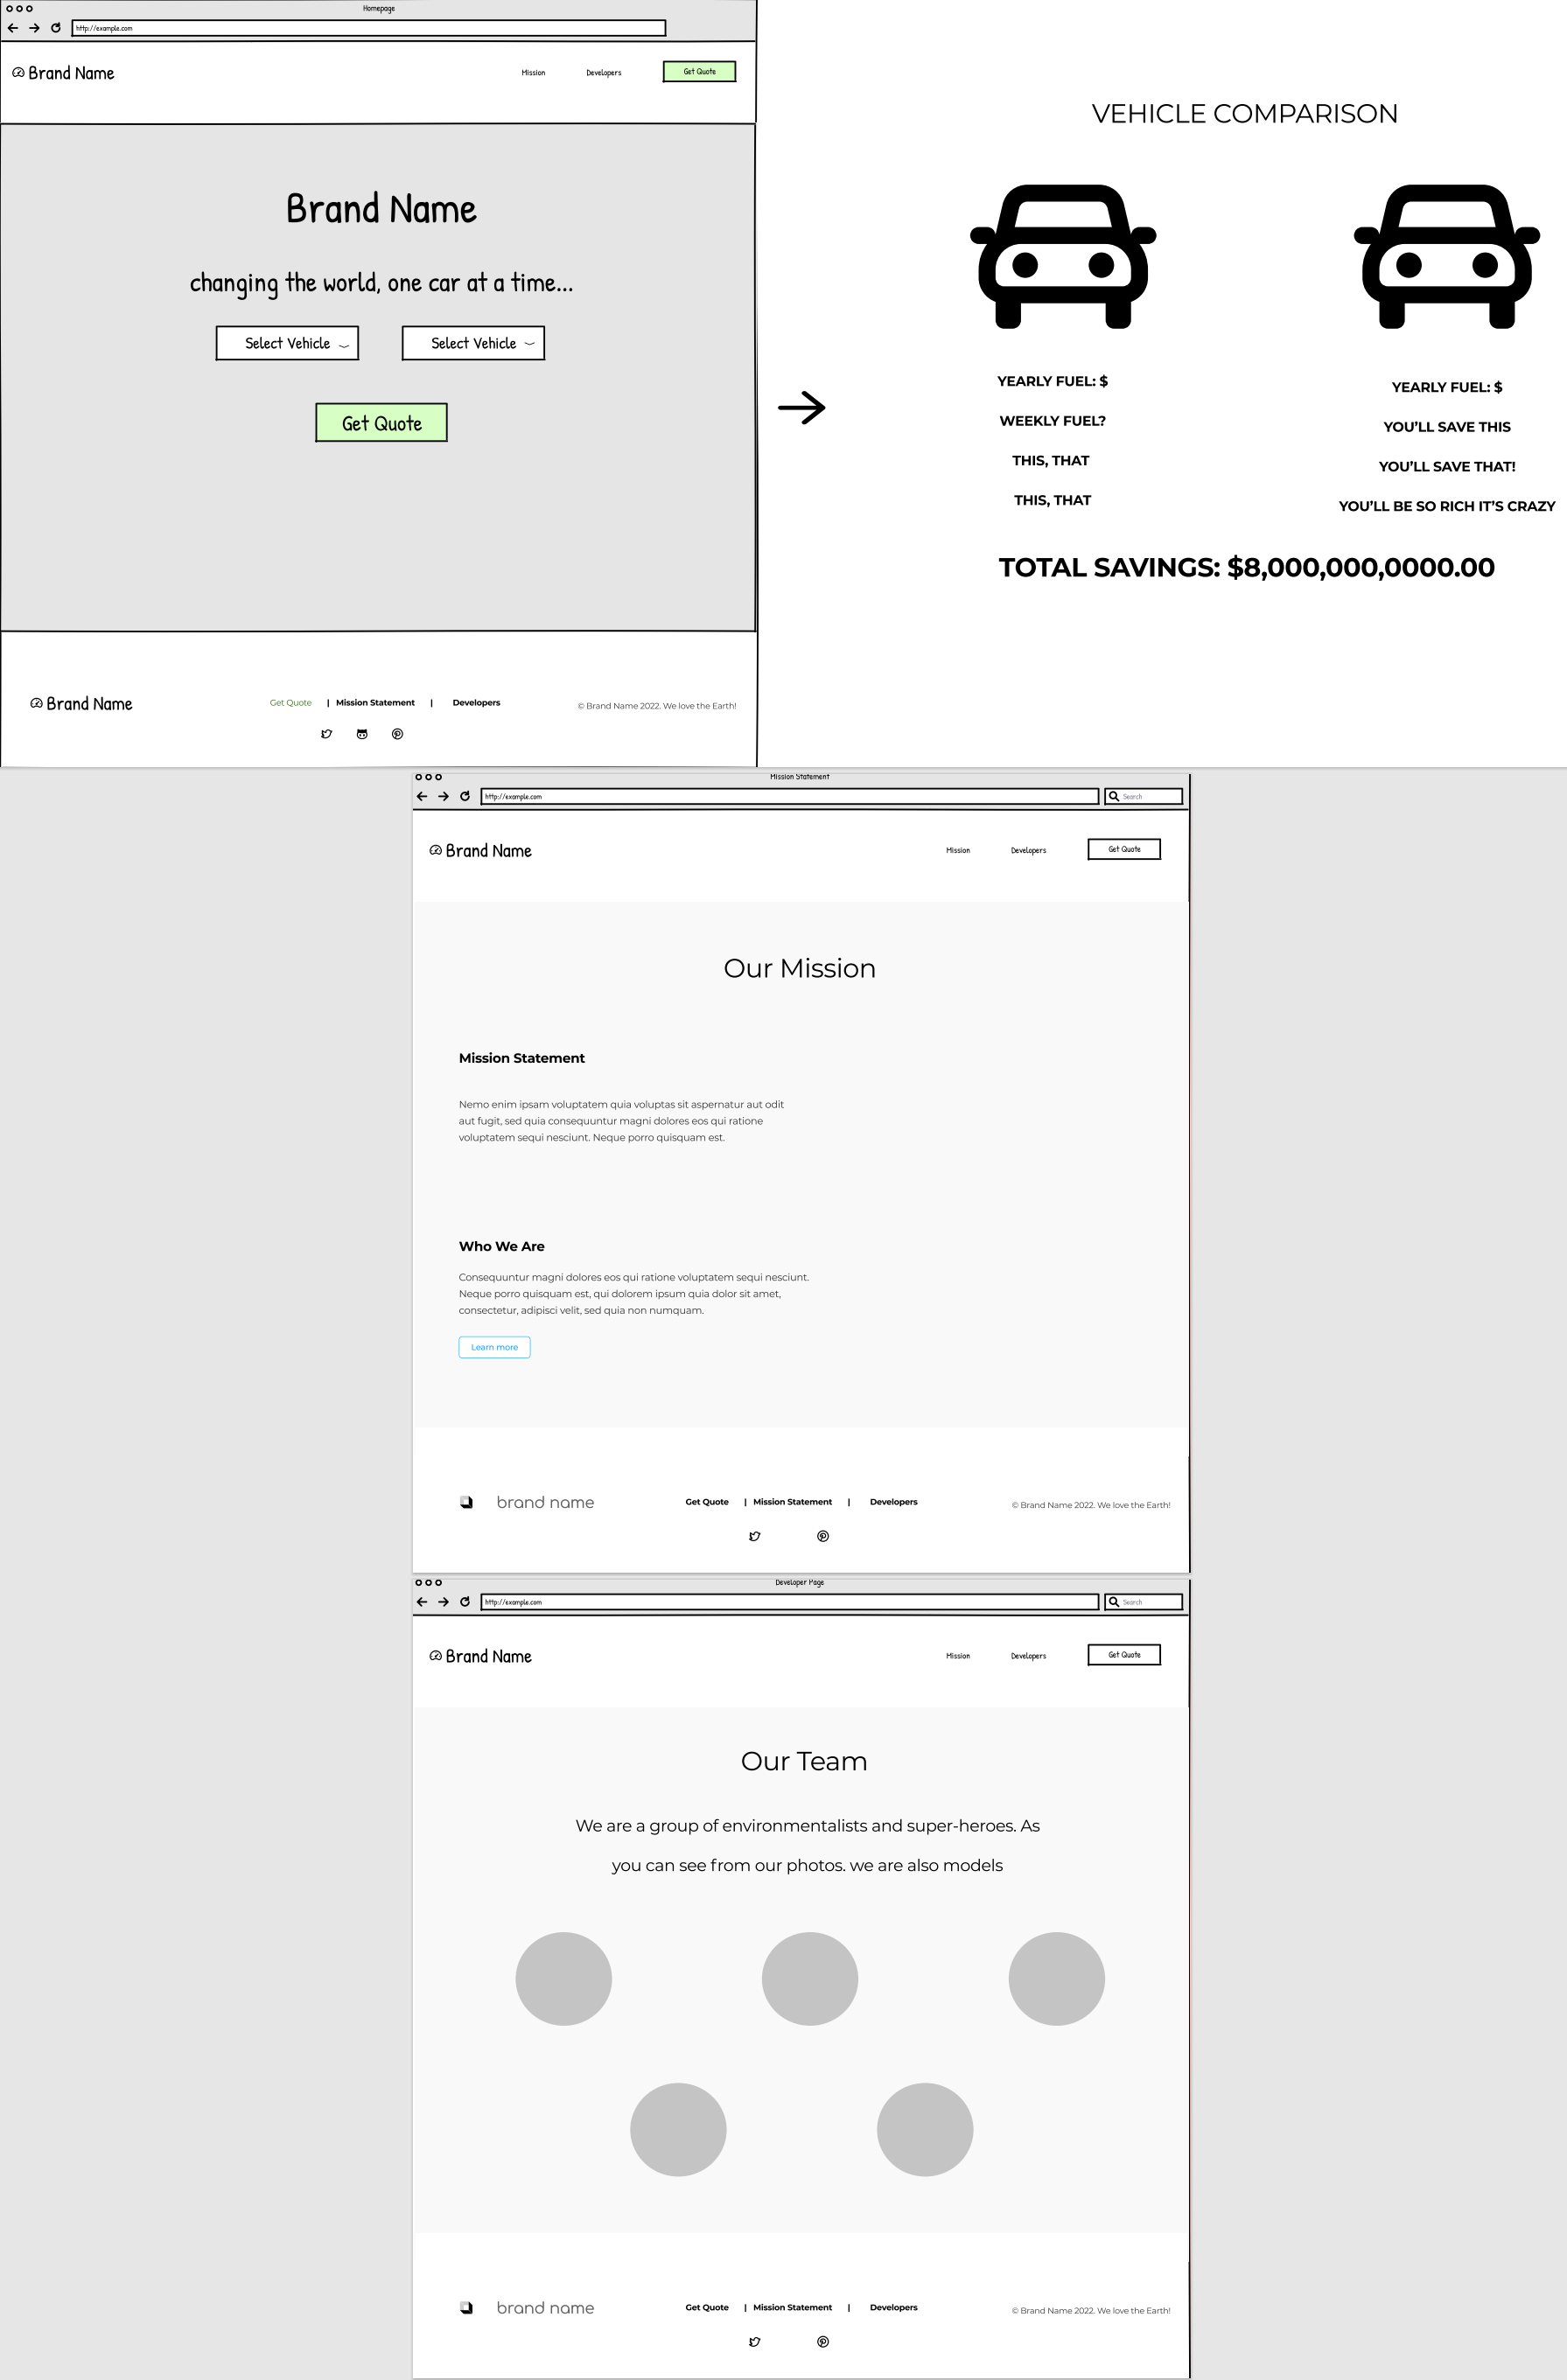 Homepage
http://example.com
Brand Name
Mission
Developers
Get Quote
Brand Name
changing the world, one car at a time...
Select Vehicle
Select Vehicle
Get Quote
Brand Name
Get Quote | Mission Statement | Developers
© Brand Name 2022. We love the Earth!
VEHICLE COMPARISON
YEARLY FUEL: $
WEEKLY FUEL?
THIS, THAT
THIS, THAT
YEARLY FUEL: $
YOU'LL SAVE THIS
YOU'LL SAVE THAT!
YOU'LL BE SO RICH IT'S CRAZY
TOTAL SAVINGS: $8,000,000,0000.00
Mission Statement
http://example.com
Search
Brand Name
Mission
Developers
Get Quote
Our Mission
Mission Statement
Nemo enim ipsam voluptatem quia voluptas sit aspernatur aut odit
aut fugit, sed quia consequuntur magni dolores eos qui ratione
voluptatem sequi nesciunt. Neque porro quisquam est.
Who We Are
Consequuntur magni dolores eos qui ratione voluptatem sequi nesciunt.
Neque porro quisquam est, qui dolorem ipsum quia dolor sit amet,
consectetur, adipisci velit, sed quia non numquam.
Learn more
brand name
Get Quote | Mission Statement | Developers
© Brand Name 2022. We love the Earth!
Developer Page
http://example.com
Search
Brand Name
Mission
Developers
Get Quote
Our Team
We are a group of environmentalists and super-heroes. As
you can see from our photos. we are also models
brand name
Get Quote | Mission Statement | Developers
© Brand Name 2022. We love the Earth!